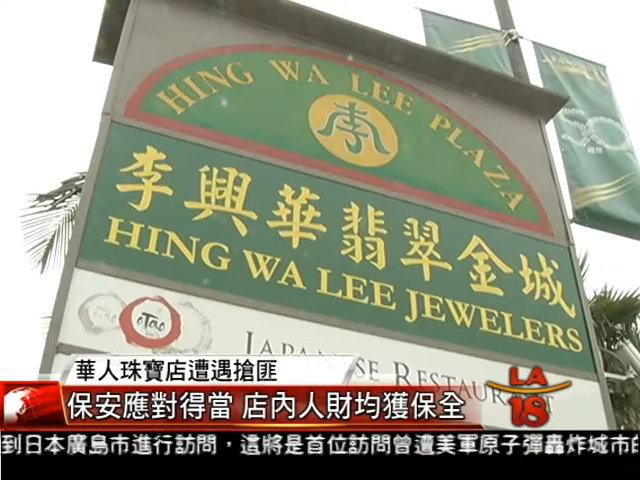 HING WA LEE PLAZA
李
李興華翡翠金城
HING WA LEE JEWELERS
oTao
JAPANESE RESTAURANT
華人珠寶店遭遇搶匪
保安應對得當 店內人財均獲保全
LA
18
到日本廣島市進行訪問，這將是首位訪問曾遭美軍原子彈轟炸城市的